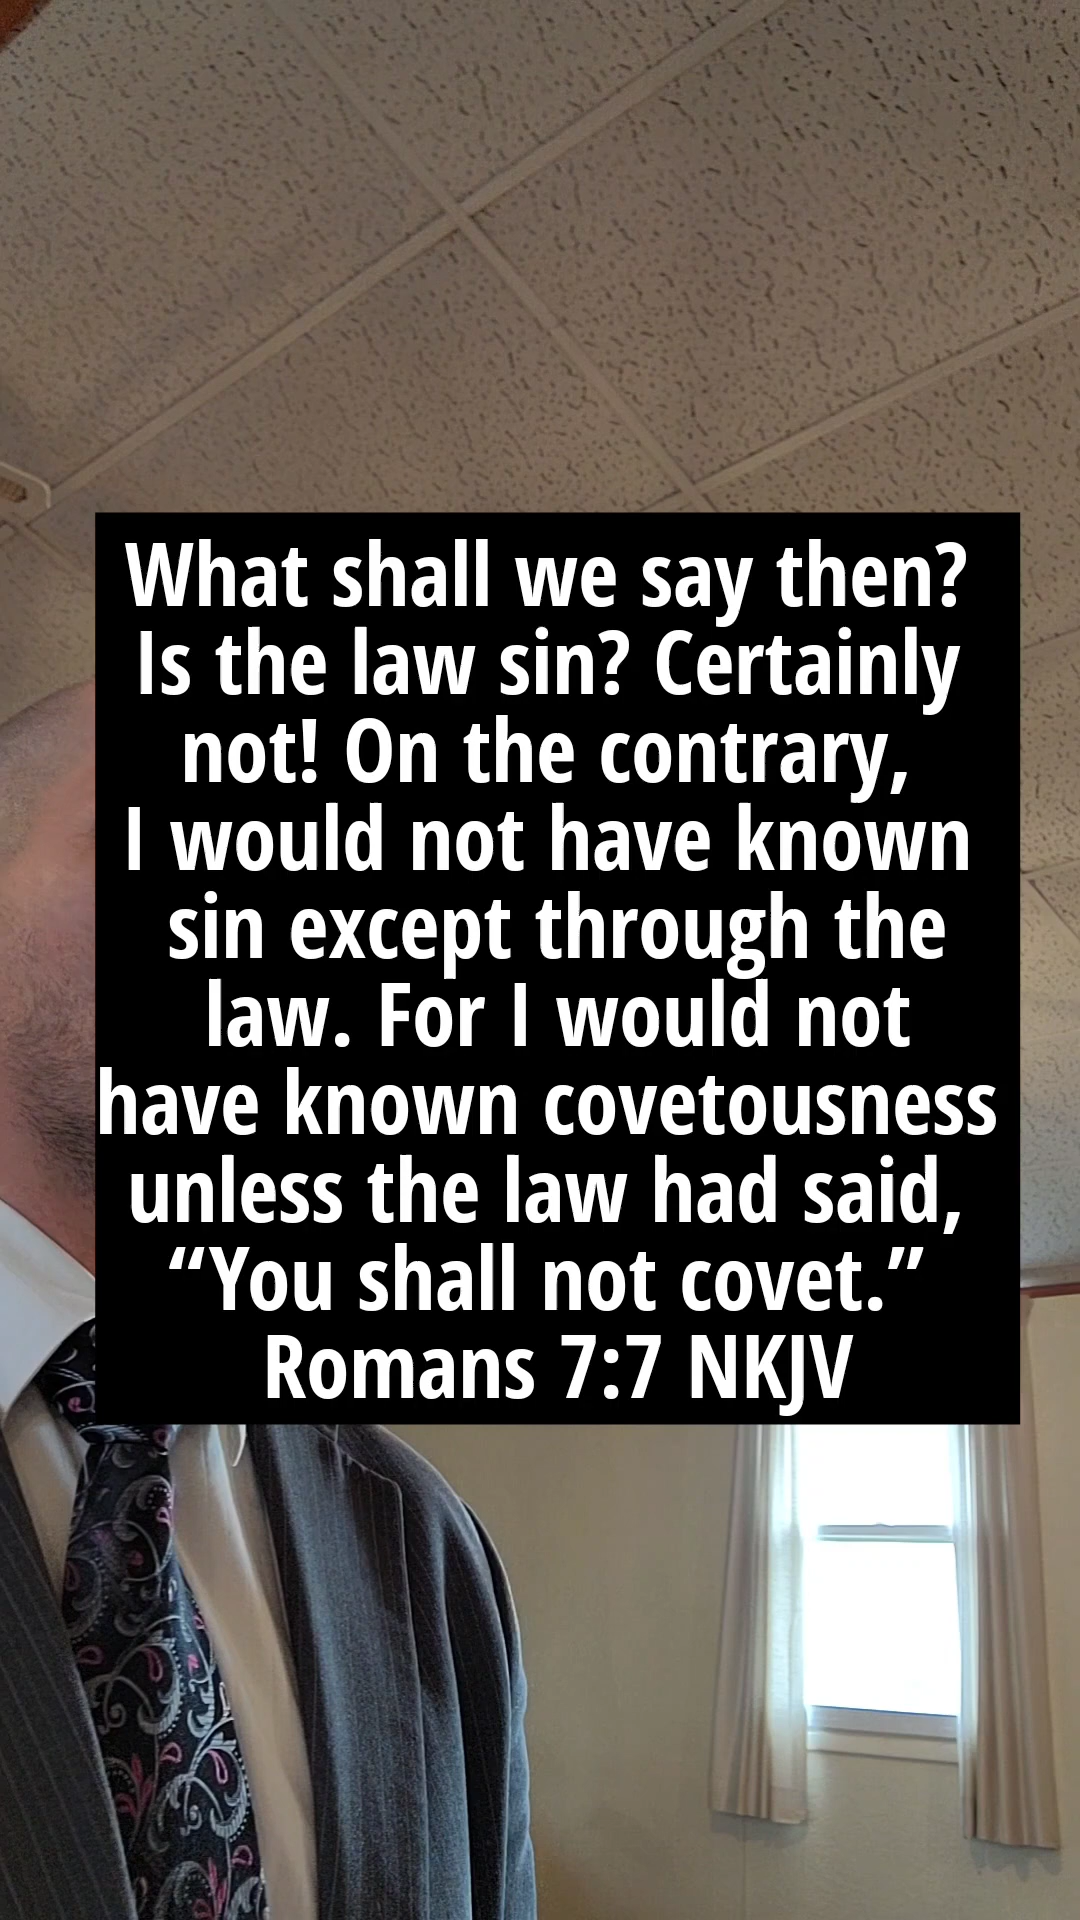 What shall we say then?
Is the law sin? Certainly
not! On the contrary,
I would not have known
sin except through the
law. For I would not
have known covetousness
unless the law had said,
“You shall not covet.”
Romans 7:7 NKJV